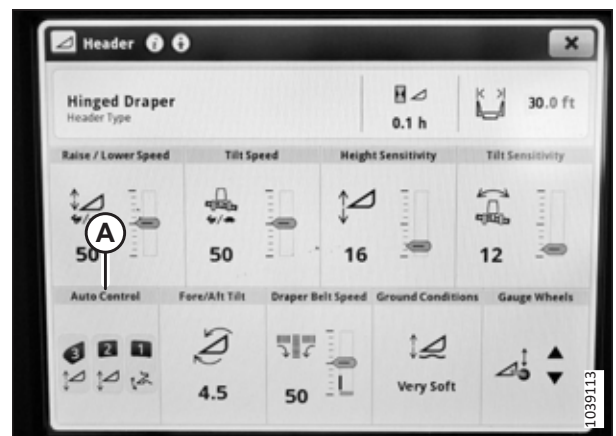 Header
Hinged Draper
Header Type
0.1 h
30.0 ft
Raise / Lower Speed
Tilt Speed
Height Sensitivity
Tilt Sensitivity
A
50
50
16
12
Auto Control
Fore/Aft Tilt
Draper Belt Speed
Ground Conditions
Gauge Wheels
3 2 1
4.5
50
Very Soft
1039113